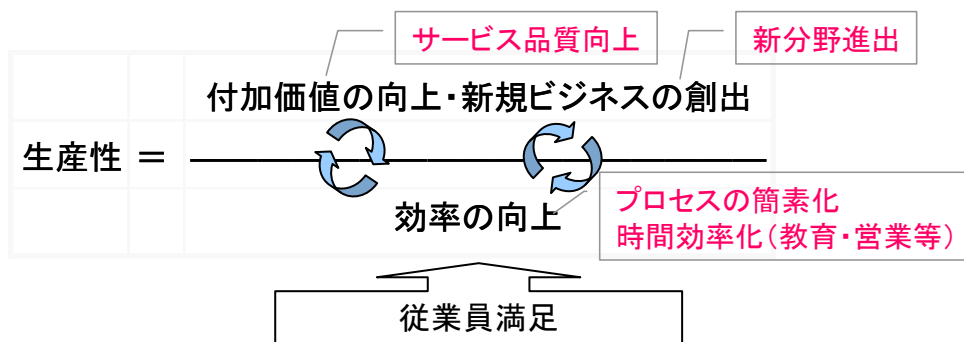 サービス品質向上
新分野進出
付加価値の向上・新規ビジネスの創出
生産性 ＝
効率の向上
プロセスの簡素化
時間効率化（教育・営業等）
従業員満足